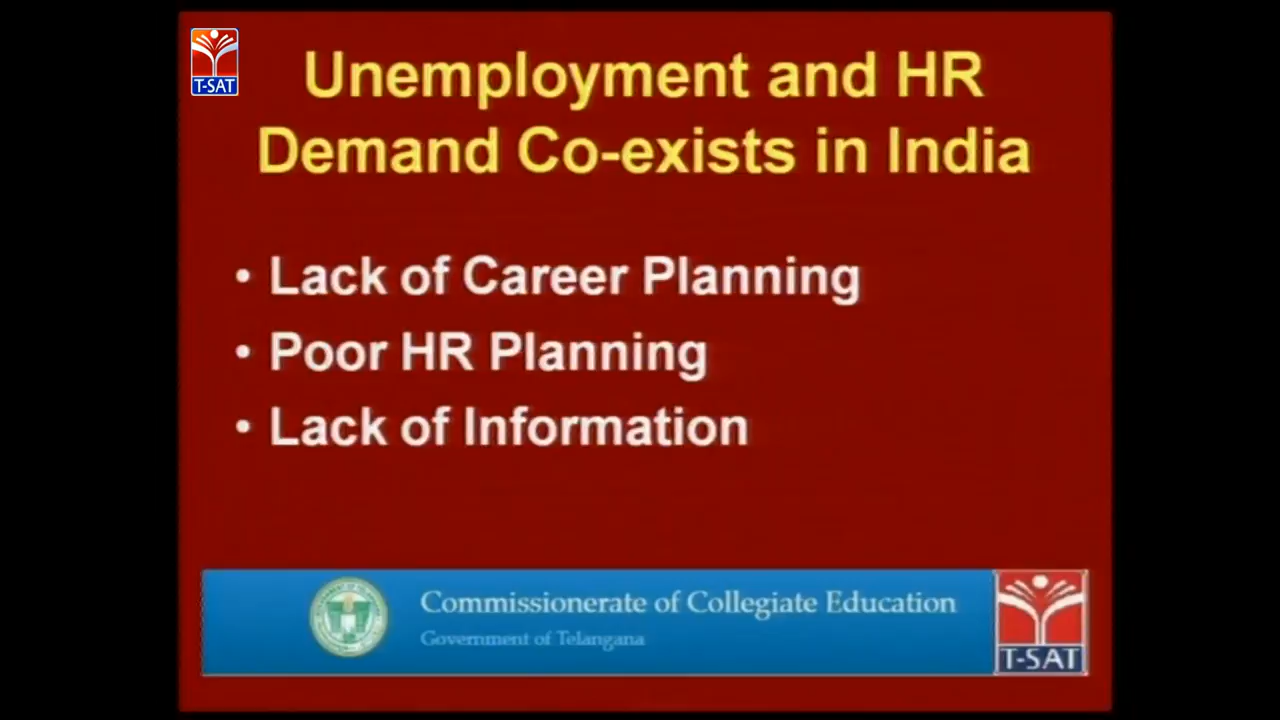 T-SAT
Unemployment and HR
Demand Co-exists in India
• Lack of Career Planning
• Poor HR Planning
• Lack of Information
Commissionerate of Collegiate Education
Government of Telangana
T-SAT